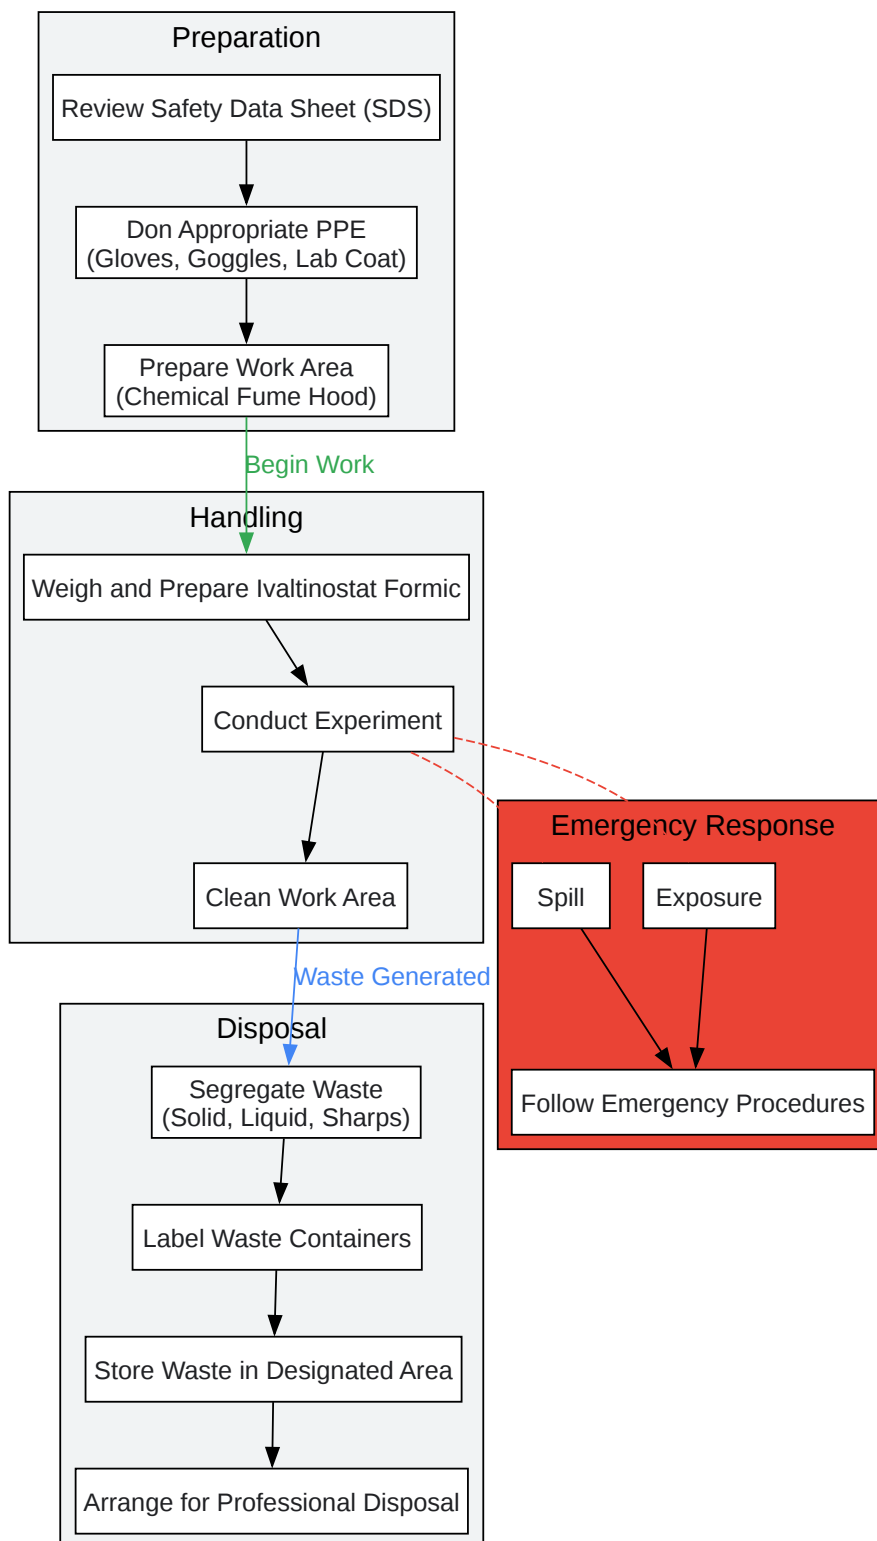 Preparation
Review Safety Data Sheet (SDS)
Don Appropriate PPE
(Gloves, Goggles, Lab Coat)
Prepare Work Area
(Chemical Fume Hood)
Begin Work
Handling
Weigh and Prepare Ivaltinostat Formic
Conduct Experiment
Clean Work Area
Emergency Response
Spill
Exposure
Follow Emergency Procedures
Waste Generated
Disposal
Segregate Waste
(Solid, Liquid, Sharps)
Label Waste Containers
Store Waste in Designated Area
Arrange for Professional Disposal